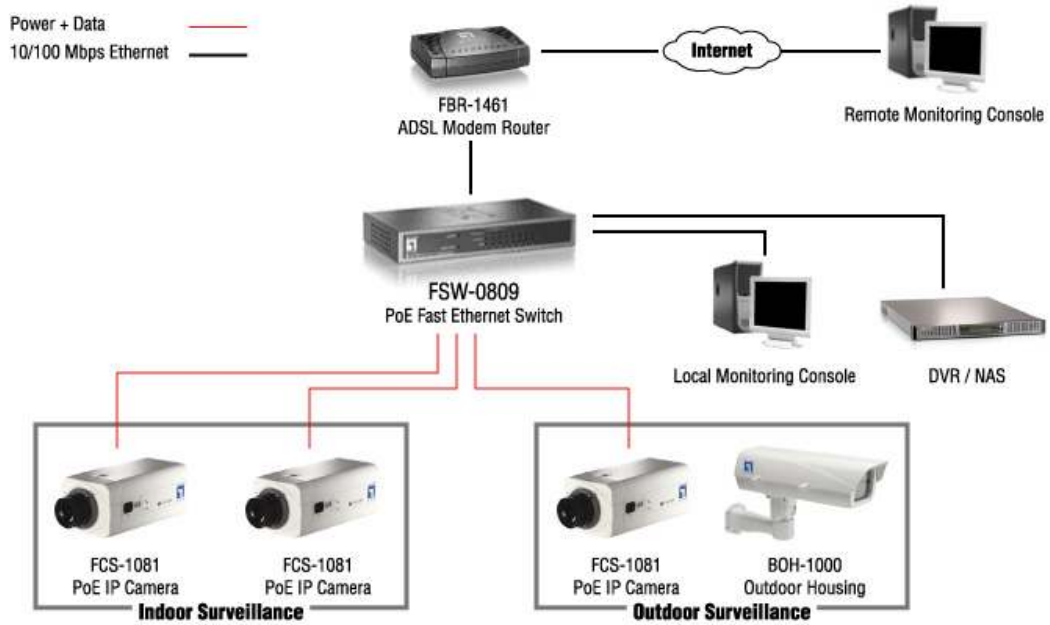 Power + Data
10/100 Mbps Ethernet
Internet
FBR-1461
ADSL Modem Router
Remote Monitoring Console
FSW-0809
PoE Fast Ethernet Switch
Local Monitoring Console
DVR / NAS
FCS-1081
PoE IP Camera
FCS-1081
PoE IP Camera
Indoor Surveillance
FCS-1081
PoE IP Camera
BOH-1000
Outdoor Housing
Outdoor Surveillance